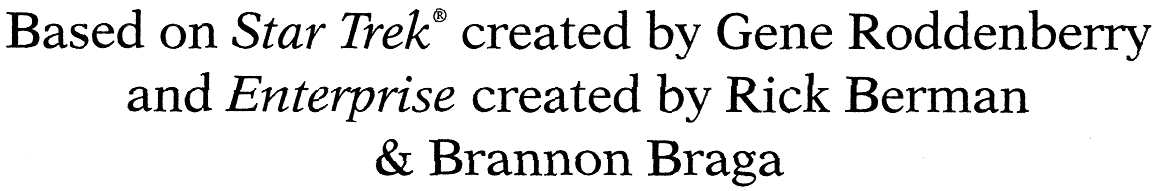 Based on Star Trek® created by Gene Roddenberry
and Enterprise created by Rick Berman
& Brannon Braga